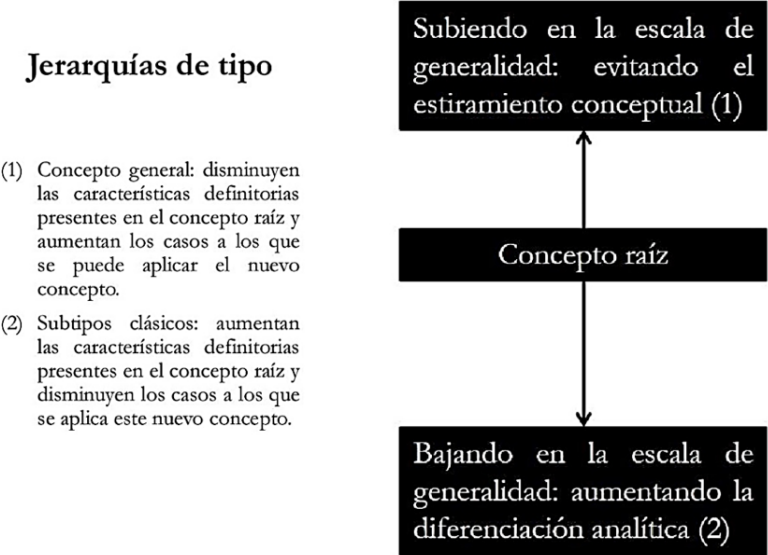 Jerarquías de tipo
(1) Concepto general: disminuyen
las características definitorias
presentes en el concepto raíz y
aumentan los casos a los que
se puede aplicar el nuevo
concepto.
(2) Subtipos clásicos: aumentan
las características definitorias
presentes en el concepto raíz y
disminuyen los casos a los que
se aplica este nuevo concepto.
Subiendo en la escala de
generalidad: evitando el
estiramiento conceptual (1)
Concepto raíz
Bajando en la escala de
generalidad: aumentando la
diferenciación analítica (2)